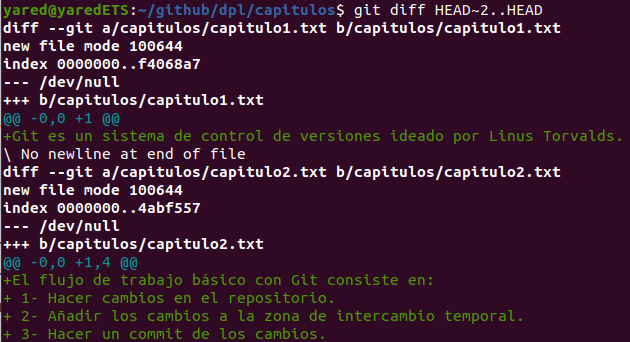 yared@yaredETS:~/github/dpl/capitulos$ git diff HEAD~2..HEAD
diff --git a/capitulos/capitulo1.txt b/capitulos/capitulo1.txt
new file mode 100644
index 0000000..f4068a7
--- /dev/null
+++ b/capitulos/capitulo1.txt
@@ -0,0 +1 @@
+Git es un sistema de control de versiones ideado por Linus Torvalds.
\ No newline at end of file
diff --git a/capitulos/capitulo2.txt b/capitulos/capitulo2.txt
new file mode 100644
index 0000000..4abf557
--- /dev/null
+++ b/capitulos/capitulo2.txt
@@ -0,0 +1,4 @@
+El flujo de trabajo básico con Git consiste en:
+ 1- Hacer cambios en el repositorio.
+ 2- Añadir los cambios a la zona de intercambio temporal.
+ 3- Hacer un commit de los cambios.